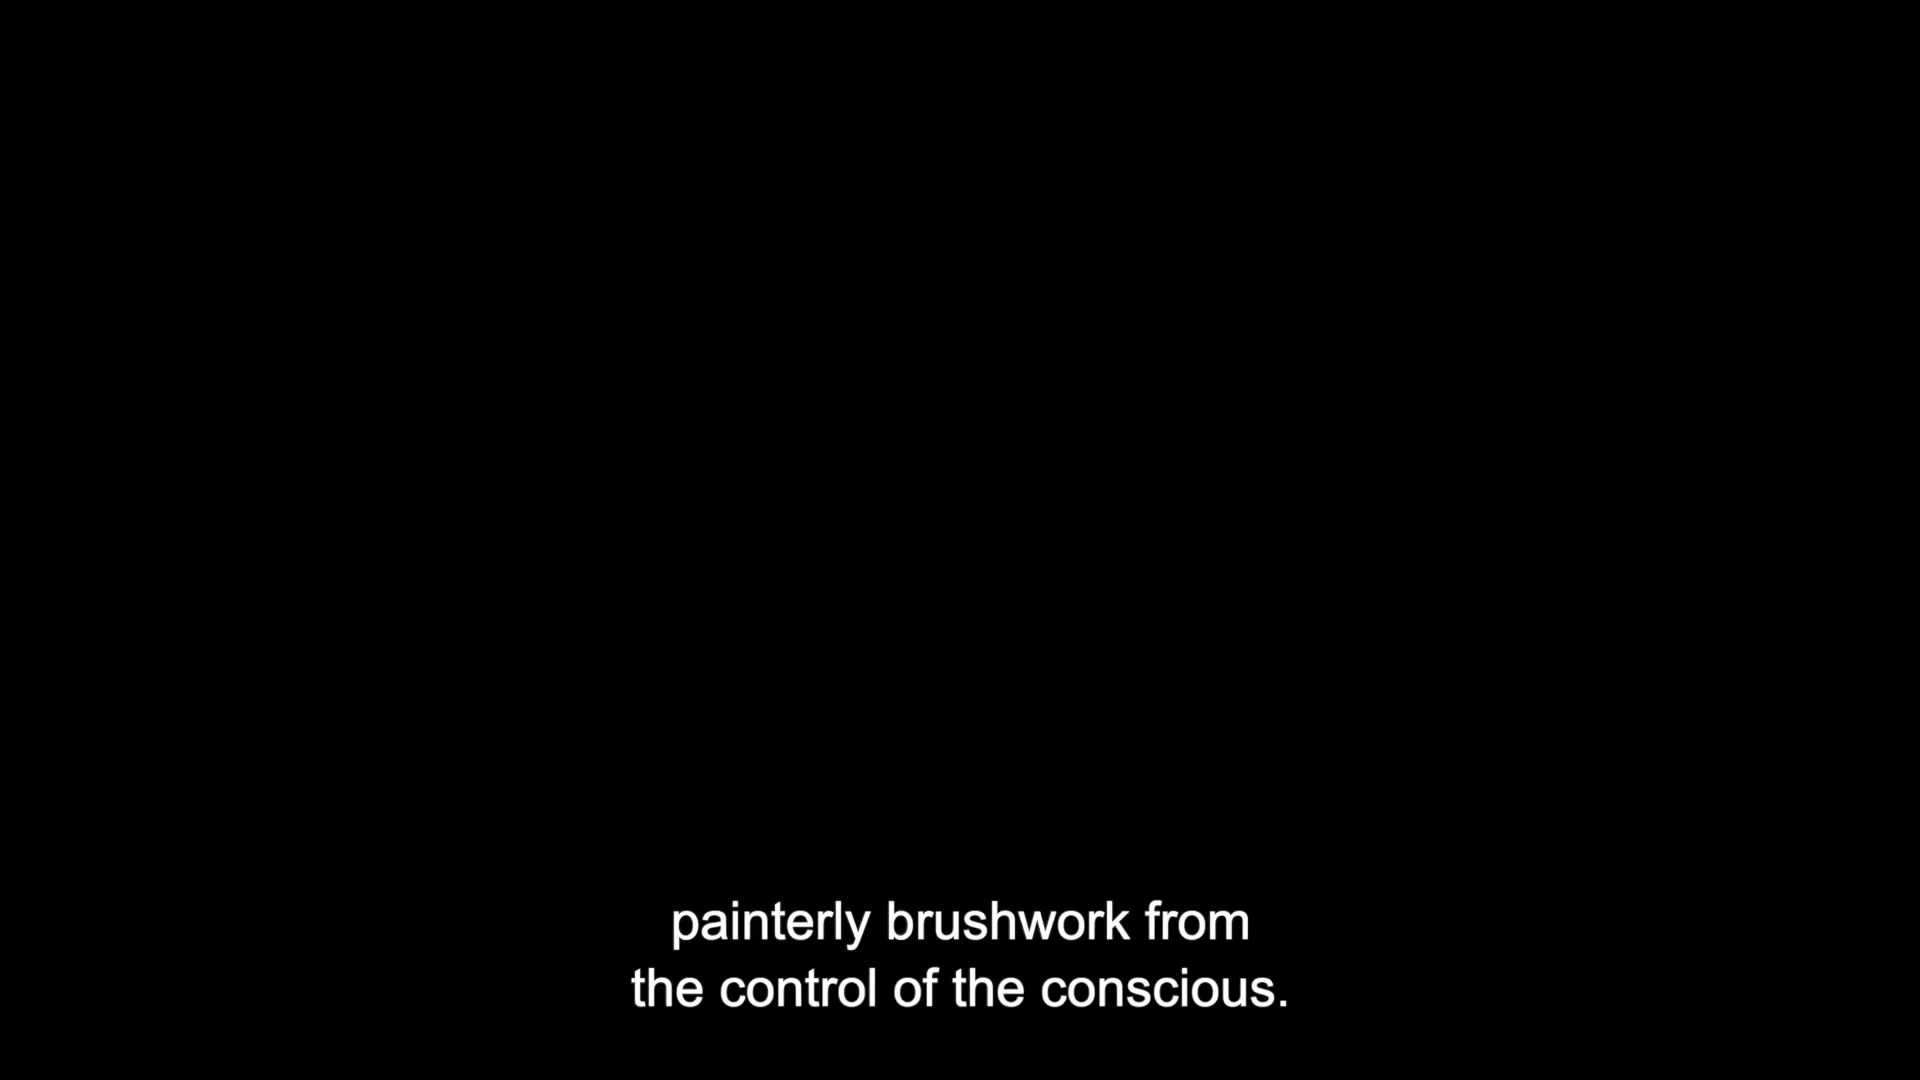 painterly brushwork from
the control of the conscious.